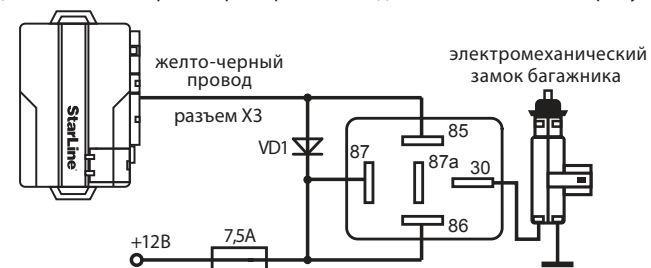 желто-черный
провод
разъем X3
StarLine
VD1
87
85
87a
30
86
+12В
7,5А
электромеханический
замок багажника